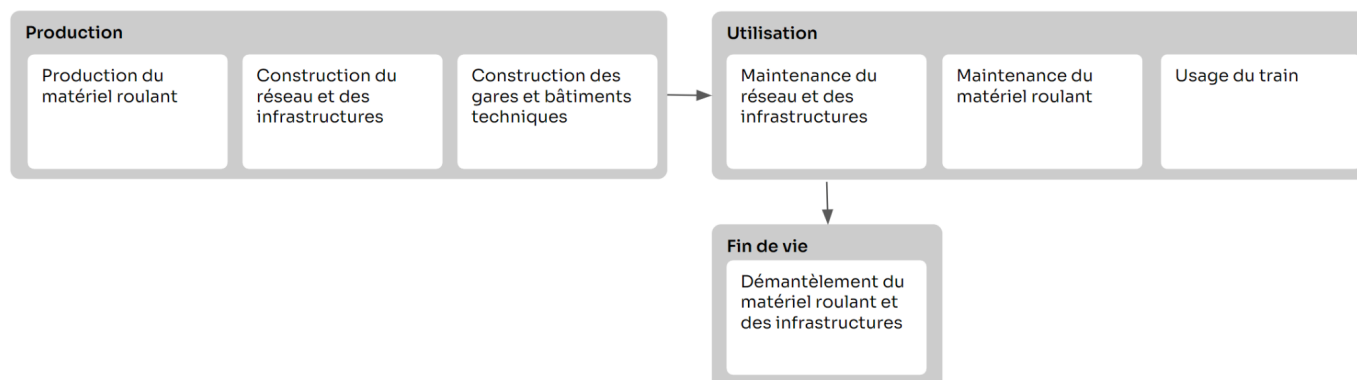 Production
Production du
matériel roulant
Construction du
réseau et des
infrastructures
Construction des
gares et bâtiments
techniques
Utilisation
Maintenance du
réseau et des
infrastructures
Maintenance du
matériel roulant
Usage du train
Fin de vie
Démantèlement du
matériel roulant et
des infrastructures